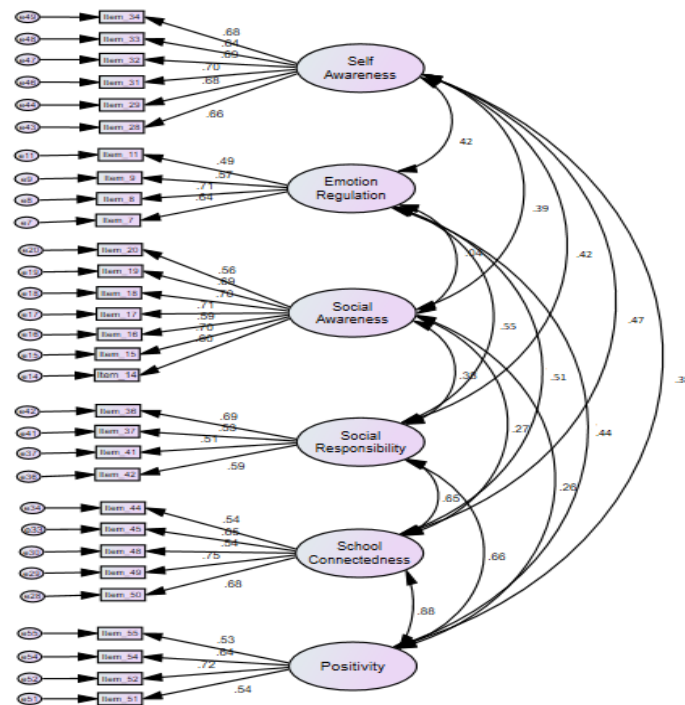 e49 Item_34 .68
e48 Item_33 .64
e47 Item_32 .69
e46 Item_31 .70
e44 Item_29 .68
e43 Item_28 .66
Self
Awareness
.42
e11 Item_11 .49
e9 Item_9 .57
e8 Item_8 .71
e7 Item_7 .64
Emotion
Regulation
.39
.04
.42
e20 Item_20 .56
e19 Item_19 .69
e18 Item_18 .70
e17 Item_17 .71
e16 Item_16 .59
e15 Item_15 .70
e14 Item_14
Social
Awareness
.55
.47
.38
.51
e42 Item_36 .69
e41 Item_37 .53
e37 Item_41 .51
e36 Item_42 .59
Social
Responsibility
.27
.44
.26
.65
e34 Item_44 .54
e33 Item_45 .65
e30 Item_48 .54
e29 Item_49 .75
e28 Item_50 .68
School
Connectedness
.66
.88
e55 Item_55 .53
e54 Item_54 .64
e52 Item_52 .72
e51 Item_51 .54
Positivity